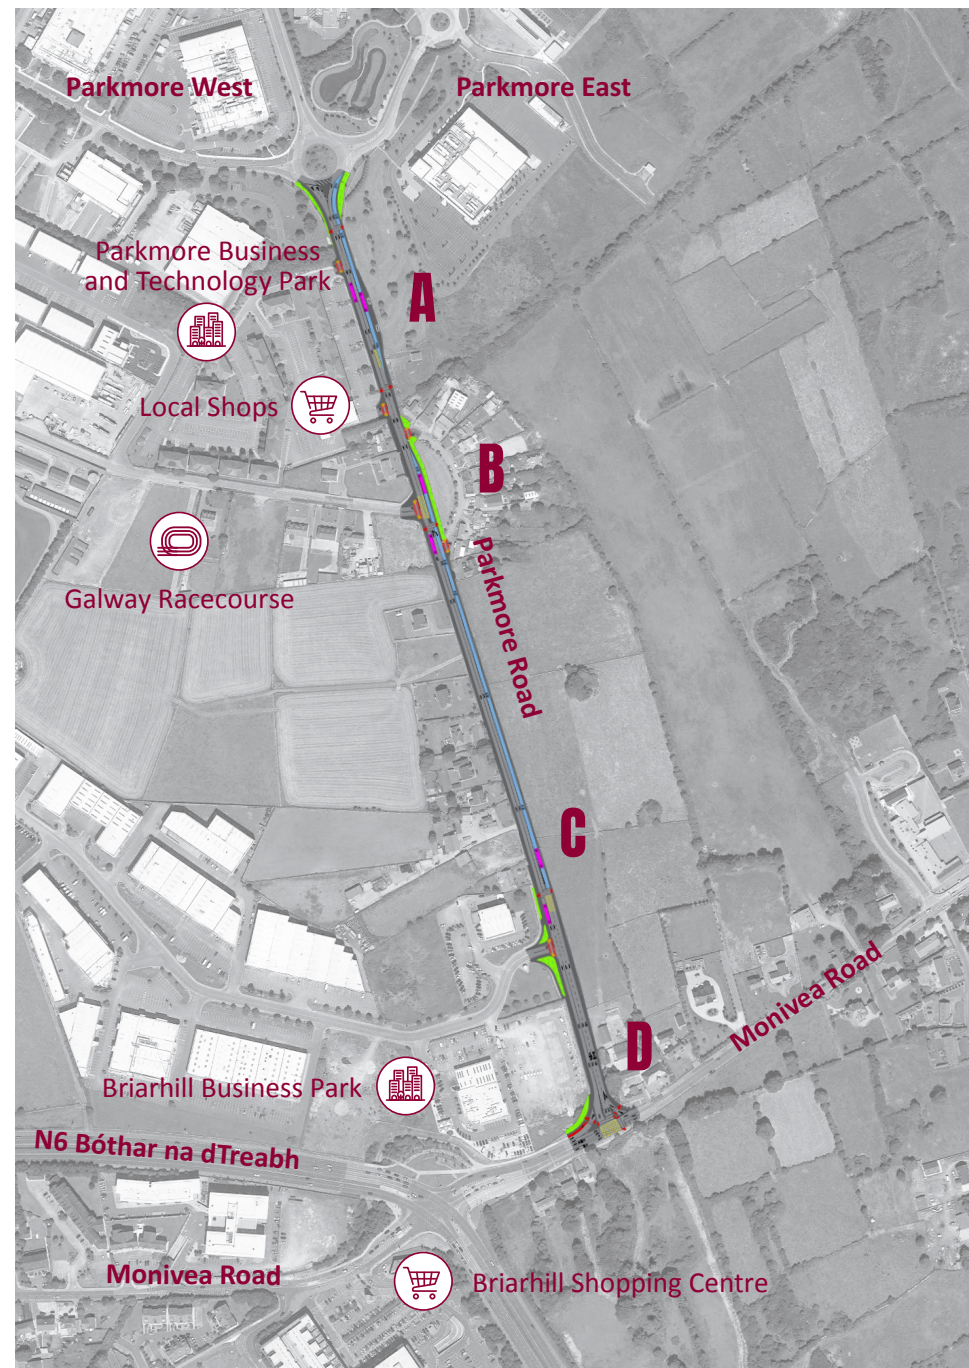 Parkmore West
Parkmore East
Parkmore Business
and Technology Park
A
Local Shops
B
Galway Racecourse
Parkmore Road
C
Monivea Road
D
Briarhill Business Park
N6 Bóthar na dTreabh
Monivea Road
Briarhill Shopping Centre